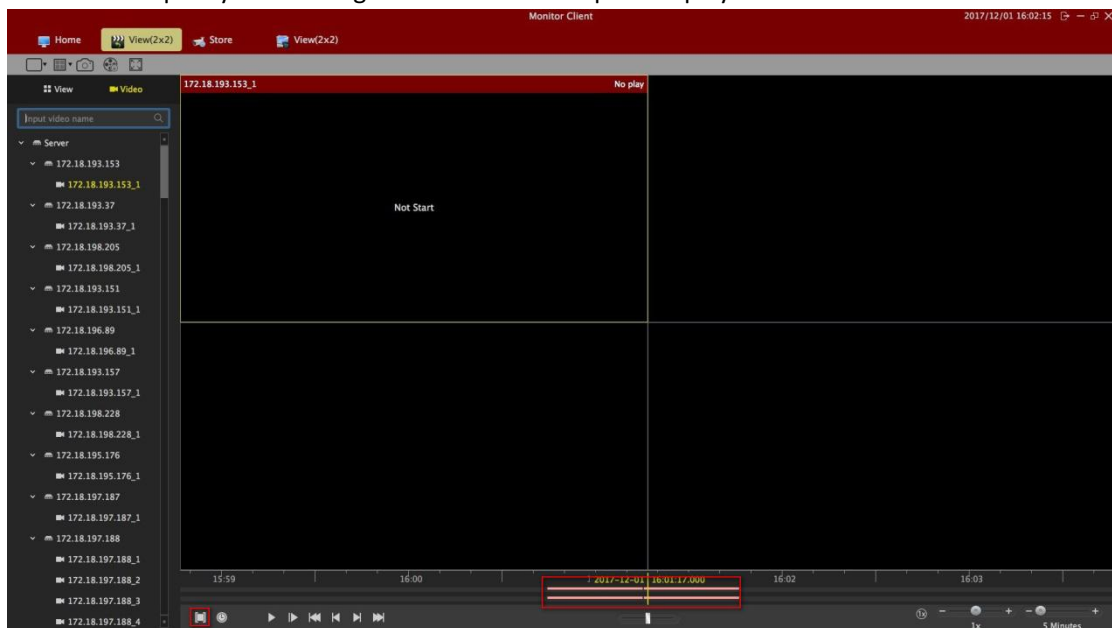 Monitor Client
2017/12/01 16:02:15
Home View(2x2) Store View(2x2)
View Video
172.18.193.153_1 No play
Input video name
Server
172.18.193.153
172.18.193.153_1
172.18.193.37
Not Start
172.18.193.37_1
172.18.198.205
172.18.198.205_1
172.18.193.151
172.18.193.151_1
172.18.196.89
172.18.196.89_1
172.18.193.157
172.18.193.157_1
172.18.198.228
172.18.198.228_1
172.18.195.176
172.18.195.176_1
172.18.197.187
172.18.197.187_1
172.18.197.188
172.18.197.188_1
172.18.197.188_2
172.18.197.188_3
172.18.197.188_4
15:59 16:00 2017-12-01 16:01:17.000 16:02 16:03
1x
1x 5 Minutes